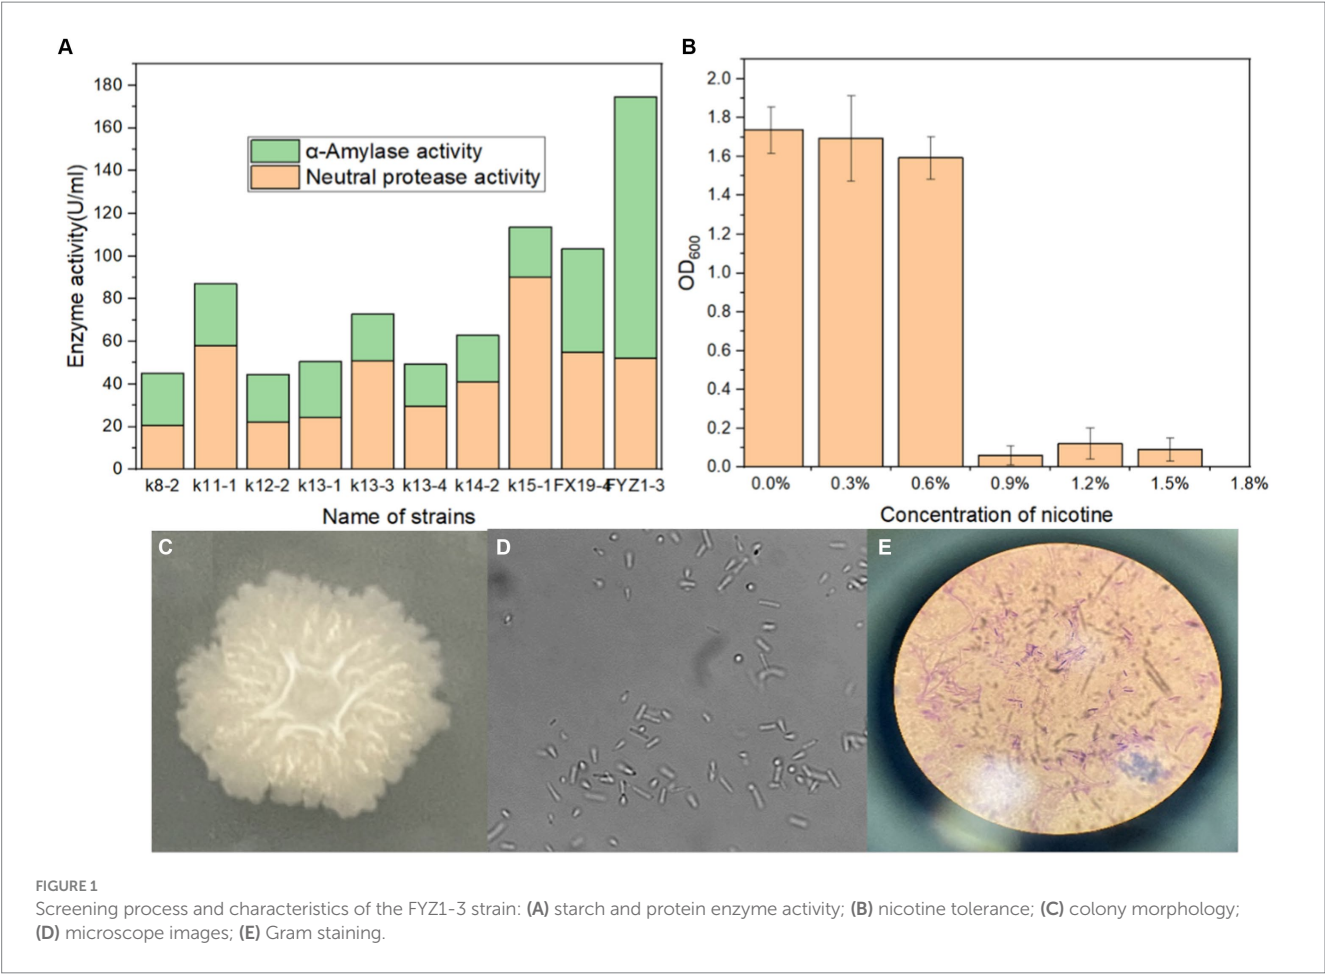 A
Enzyme activity(U/ml)
180
160
140
120
100
80
60
40
20
0
α-Amylase activity
Neutral protease activity
k8-2 k11-1 k12-2 k13-1 k13-3 k13-4 k14-2 k15-1 FX19-4 FYZ1-3
Name of strains
B
OD600
2.0
1.8
1.6
1.4
1.2
1.0
0.8
0.6
0.4
0.2
0.0
0.0% 0.3% 0.6% 0.9% 1.2% 1.5% 1.8%
Concentration of nicotine
C
D
E
FIGURE 1
Screening process and characteristics of the FYZ1-3 strain: (A) starch and protein enzyme activity; (B) nicotine tolerance; (C) colony morphology;
(D) microscope images; (E) Gram staining.